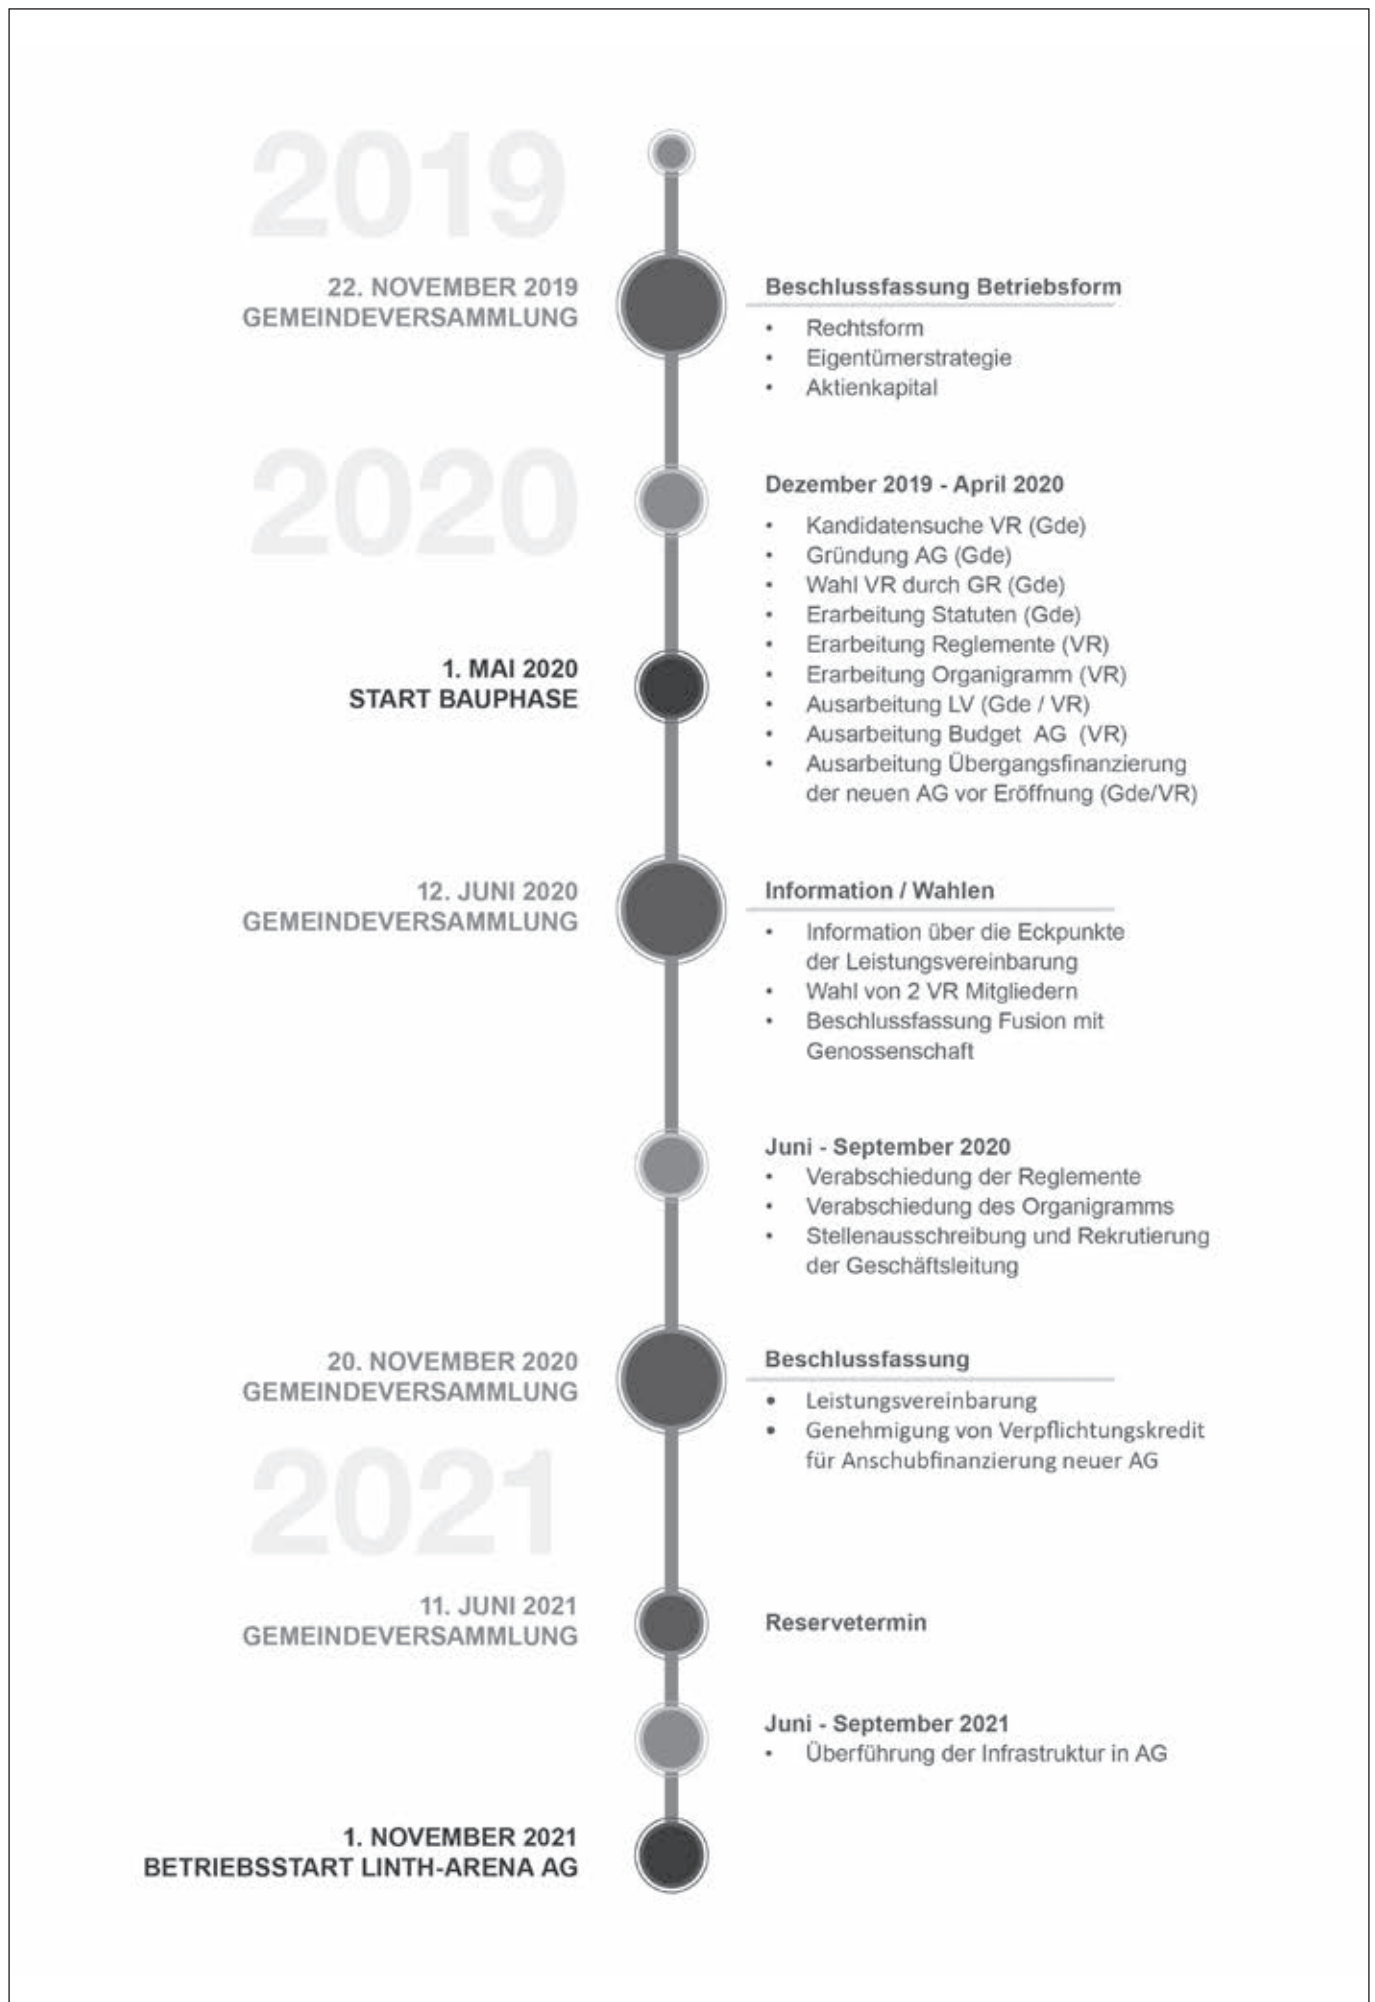 2019
22. NOVEMBER 2019
GEMEINDEVERSAMMLUNG
Beschlussfassung Betriebsform
• Rechtsform
• Eigentümerstrategie
• Aktienkapital
2020
Dezember 2019 - April 2020
• Kandidatensuche VR (Gde)
• Gründung AG (Gde)
• Wahl VR durch GR (Gde)
• Erarbeitung Statuten (Gde)
• Erarbeitung Reglemente (VR)
• Erarbeitung Organigramm (VR)
• Ausarbeitung LV (Gde / VR)
• Ausarbeitung Budget AG (VR)
• Ausarbeitung Übergangsfinanzierung
der neuen AG vor Eröffnung (Gde/VR)
1. MAI 2020
START BAUPHASE
12. JUNI 2020
GEMEINDEVERSAMMLUNG
Information / Wahlen
• Information über die Eckpunkte
der Leistungsvereinbarung
• Wahl von 2 VR Mitgliedern
• Beschlussfassung Fusion mit
Genossenschaft
Juni - September 2020
• Verabschiedung der Reglemente
• Verabschiedung des Organigramms
• Stellenausschreibung und Rekrutierung
der Geschäftsleitung
20. NOVEMBER 2020
GEMEINDEVERSAMMLUNG
Beschlussfassung
• Leistungsvereinbarung
• Genehmigung von Verpflichtungskredit
für Anschubfinanzierung neuer AG
2021
11. JUNI 2021
GEMEINDEVERSAMMLUNG
Reservetermin
Juni - September 2021
• Überführung der Infrastruktur in AG
1. NOVEMBER 2021
BETRIEBSSTART LINTH-ARENA AG